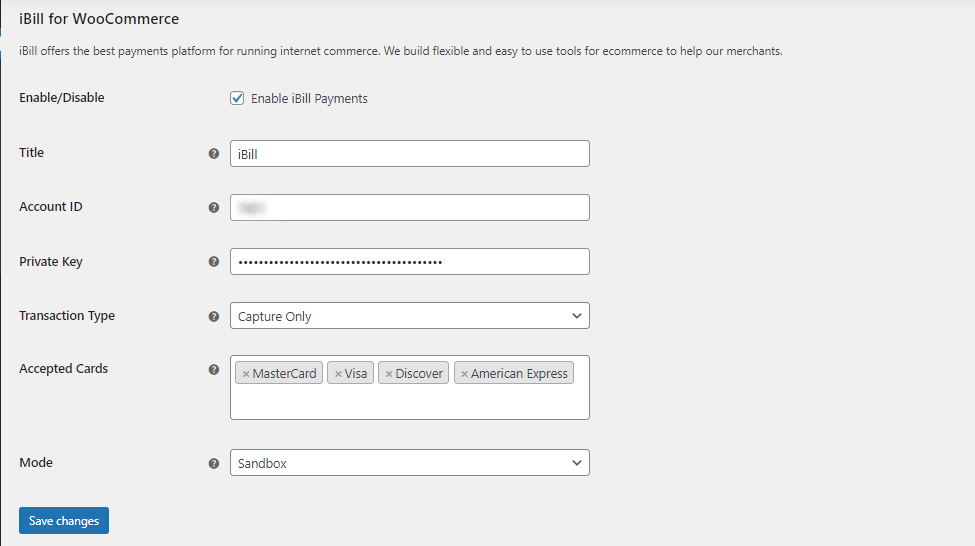 iBill for WooCommerce
iBill offers the best payments platform for running internet commerce. We build flexible and easy to use tools for ecommerce to help our merchants.
Enable/Disable Enable iBill Payments
Title ? iBill
Account ID ?
Private Key ? ••••••••••••••••••••••••••••••••••••••••
Transaction Type ? Capture Only
Accepted Cards ? × MasterCard × Visa × Discover × American Express
Mode ? Sandbox
Save changes